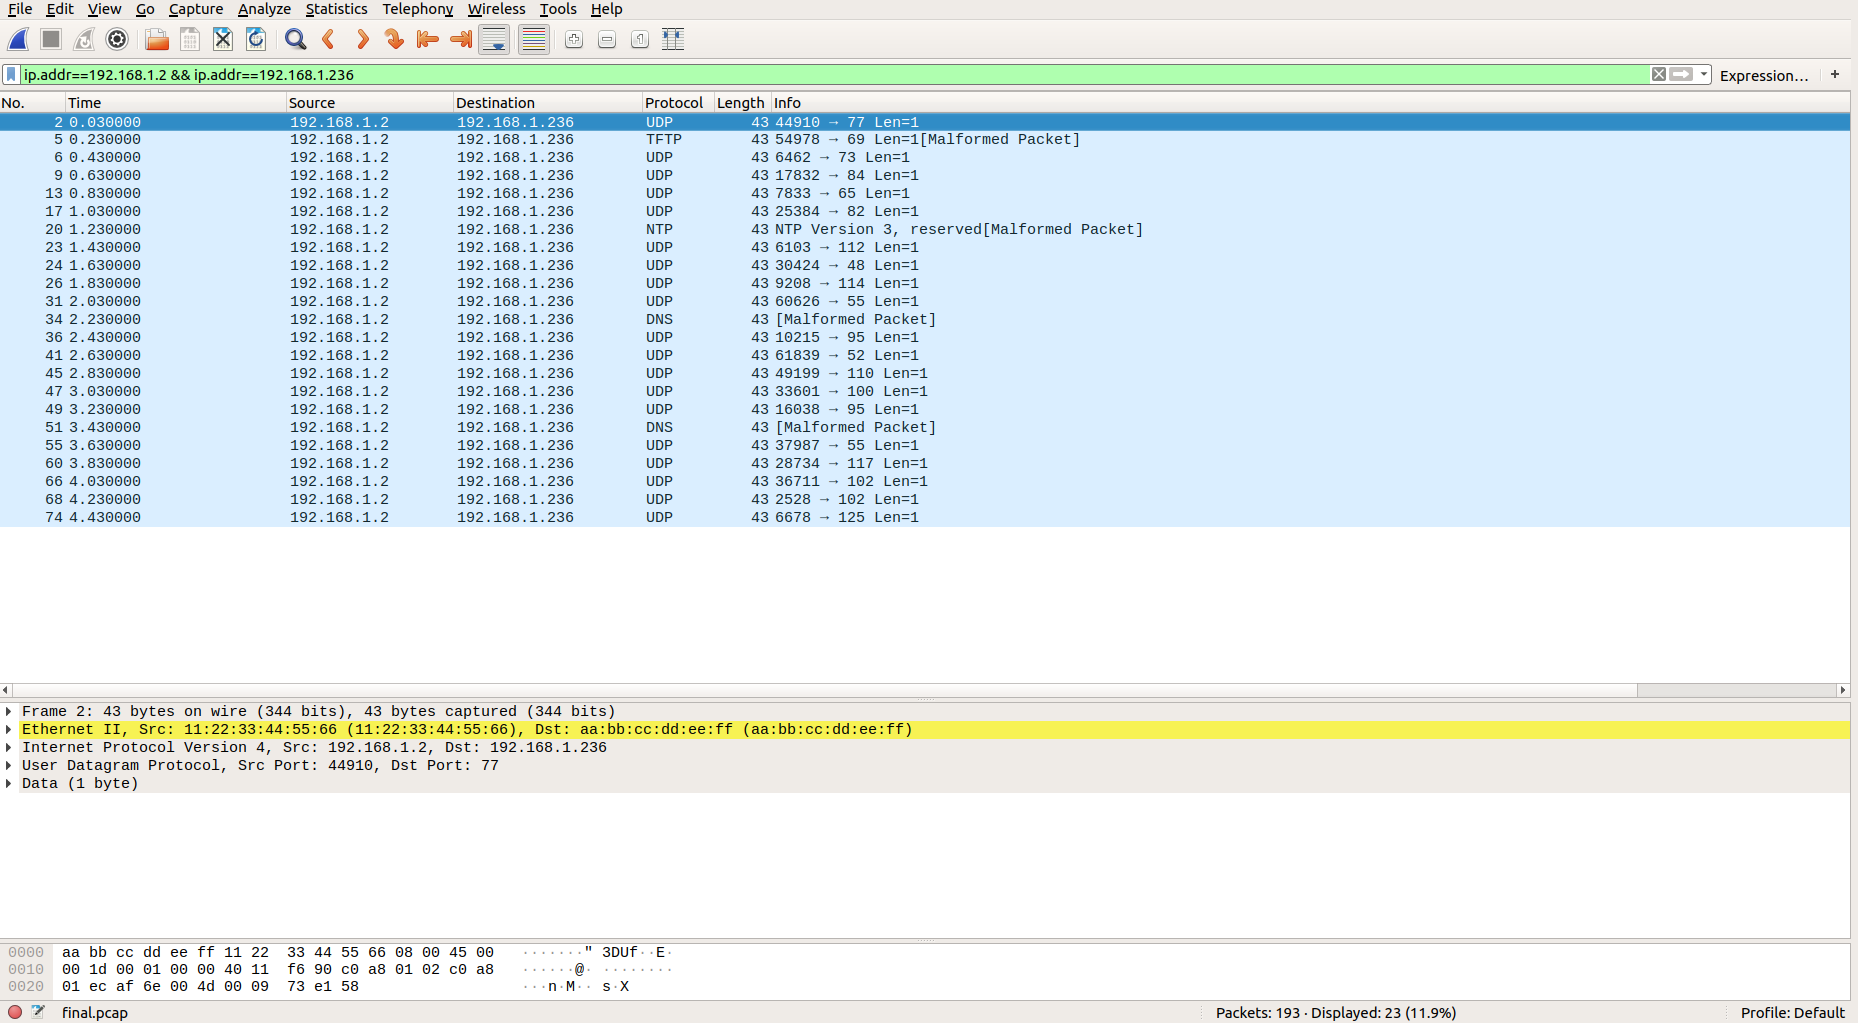 File Edit View Go Capture Analyze Statistics Telephony Wireless Tools Help
ip.addr==192.168.1.2 && ip.addr==192.168.1.236 Expression… +
No. Time Source Destination Protocol Length Info
2 0.030000 192.168.1.2 192.168.1.236 UDP 43 44910 → 77 Len=1
5 0.230000 192.168.1.2 192.168.1.236 TFTP 43 54978 → 69 Len=1[Malformed Packet]
6 0.430000 192.168.1.2 192.168.1.236 UDP 43 6462 → 73 Len=1
9 0.630000 192.168.1.2 192.168.1.236 UDP 43 17832 → 84 Len=1
13 0.830000 192.168.1.2 192.168.1.236 UDP 43 7833 → 65 Len=1
17 1.030000 192.168.1.2 192.168.1.236 UDP 43 25384 → 82 Len=1
20 1.230000 192.168.1.2 192.168.1.236 NTP 43 NTP Version 3, reserved[Malformed Packet]
23 1.430000 192.168.1.2 192.168.1.236 UDP 43 6103 → 112 Len=1
24 1.630000 192.168.1.2 192.168.1.236 UDP 43 30424 → 48 Len=1
26 1.830000 192.168.1.2 192.168.1.236 UDP 43 9208 → 114 Len=1
31 2.030000 192.168.1.2 192.168.1.236 UDP 43 60626 → 55 Len=1
34 2.230000 192.168.1.2 192.168.1.236 DNS 43 [Malformed Packet]
36 2.430000 192.168.1.2 192.168.1.236 UDP 43 10215 → 95 Len=1
41 2.630000 192.168.1.2 192.168.1.236 UDP 43 61839 → 52 Len=1
45 2.830000 192.168.1.2 192.168.1.236 UDP 43 49199 → 110 Len=1
47 3.030000 192.168.1.2 192.168.1.236 UDP 43 33601 → 100 Len=1
49 3.230000 192.168.1.2 192.168.1.236 UDP 43 16038 → 95 Len=1
51 3.430000 192.168.1.2 192.168.1.236 DNS 43 [Malformed Packet]
55 3.630000 192.168.1.2 192.168.1.236 UDP 43 37987 → 55 Len=1
60 3.830000 192.168.1.2 192.168.1.236 UDP 43 28734 → 117 Len=1
66 4.030000 192.168.1.2 192.168.1.236 UDP 43 36711 → 102 Len=1
68 4.230000 192.168.1.2 192.168.1.236 UDP 43 2528 → 102 Len=1
74 4.430000 192.168.1.2 192.168.1.236 UDP 43 6678 → 125 Len=1
Frame 2: 43 bytes on wire (344 bits), 43 bytes captured (344 bits)
Ethernet II, Src: 11:22:33:44:55:66 (11:22:33:44:55:66), Dst: aa:bb:cc:dd:ee:ff (aa:bb:cc:dd:ee:ff)
Internet Protocol Version 4, Src: 192.168.1.2, Dst: 192.168.1.236
User Datagram Protocol, Src Port: 44910, Dst Port: 77
Data (1 byte)
0000 aa bb cc dd ee ff 11 22 33 44 55 66 08 00 45 00 ·······" 3DUf··E·
0010 00 1d 00 01 00 00 40 11 f6 90 c0 a8 01 02 c0 a8 ······@· ········
0020 01 ec af 6e 00 4d 00 09 73 e1 58 ···n·M·· s·X
final.pcap Packets: 193 · Displayed: 23 (11.9%) Profile: Default